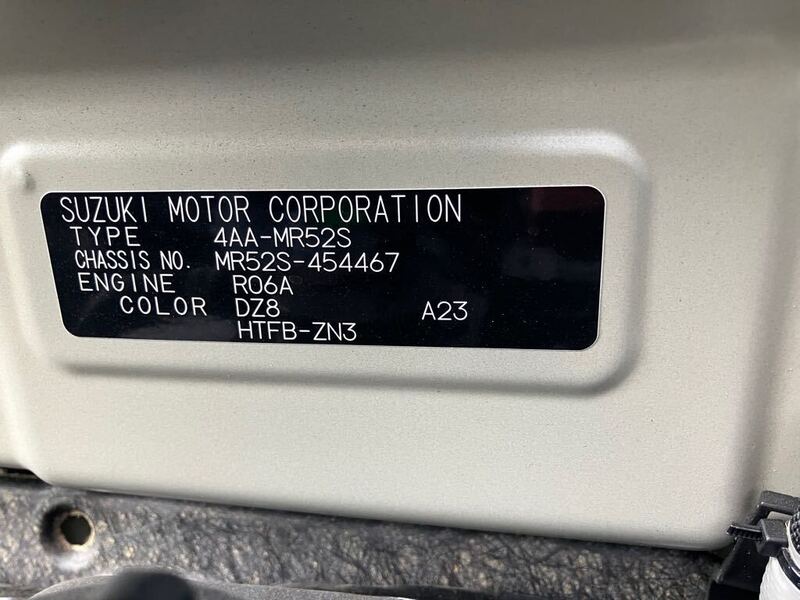 SUZUKI MOTOR CORPORATION
TYPE 4AA-MR52S
CHASSIS NO. MR52S-454467
ENGINE R06A
COLOR DZ8 A23
HTFB-ZN3